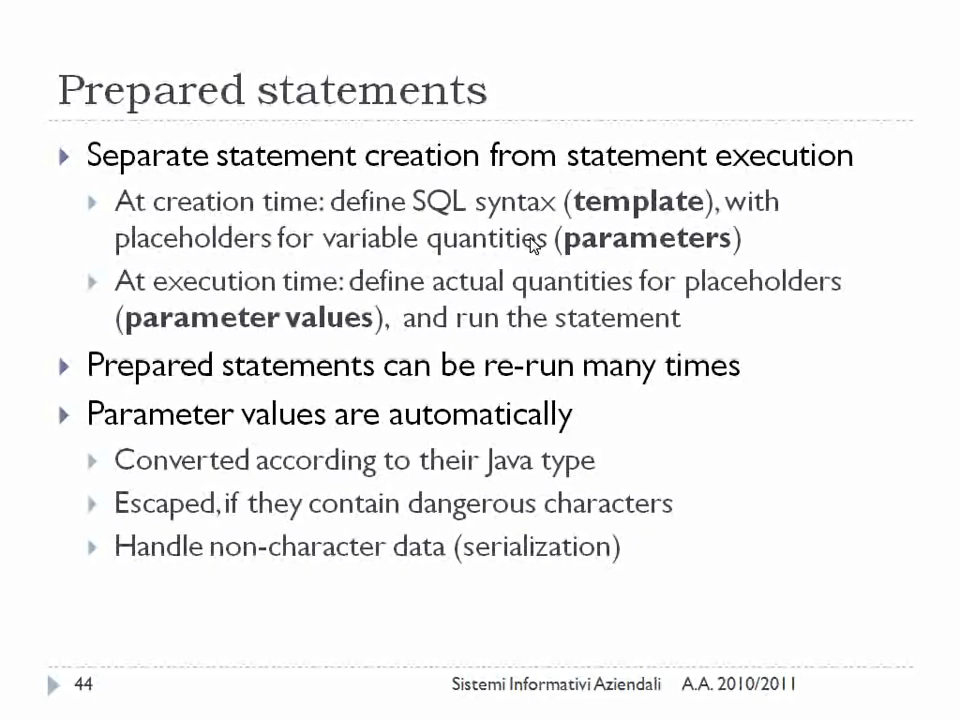 Prepared statements
Separate statement creation from statement execution
At creation time: define SQL syntax (template), with
placeholders for variable quantities (parameters)
At execution time: define actual quantities for placeholders
(parameter values), and run the statement
Prepared statements can be re-run many times
Parameter values are automatically
Converted according to their Java type
Escaped, if they contain dangerous characters
Handle non-character data (serialization)
44 Sistemi Informativi Aziendali A.A. 2010/2011